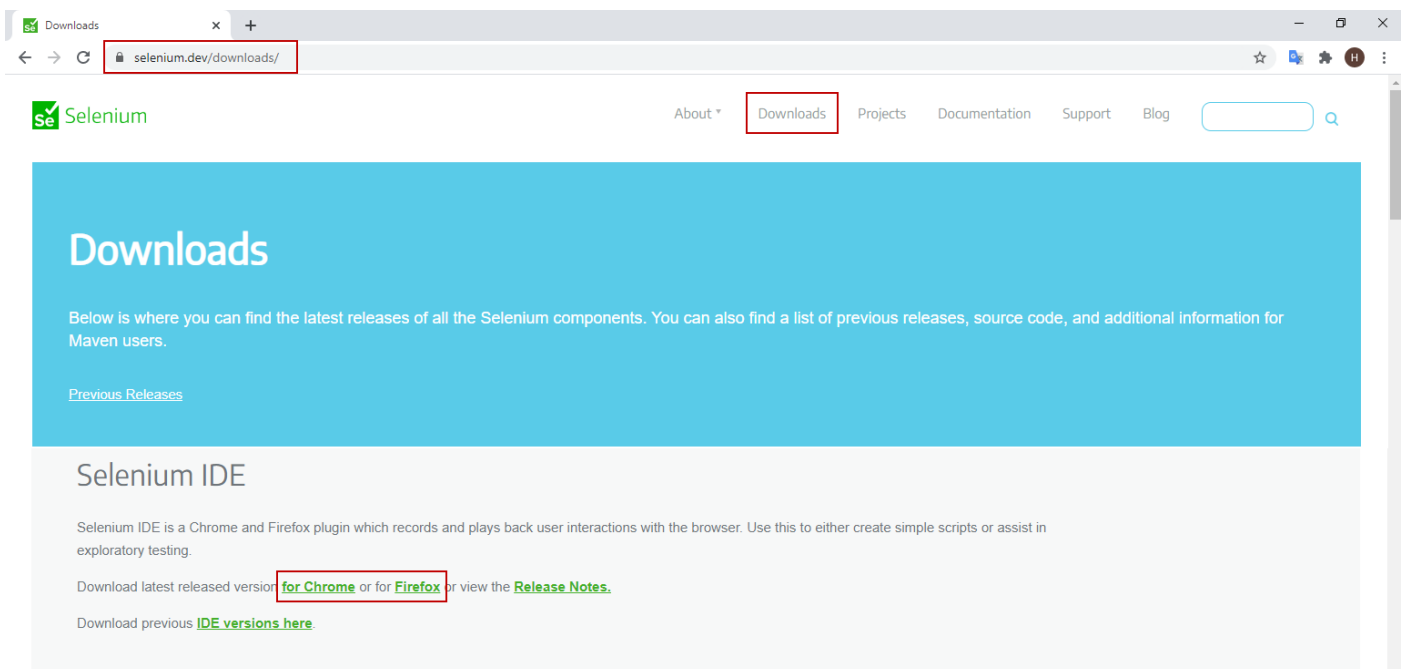 Downloads
selenium.dev/downloads/
H
Se Selenium
About Downloads Projects Documentation Support Blog
Downloads
Below is where you can find the latest releases of all the Selenium components. You can also find a list of previous releases, source code, and additional information for
Maven users.
Previous Releases
Selenium IDE
Selenium IDE is a Chrome and Firefox plugin which records and plays back user interactions with the browser. Use this to either create simple scripts or assist in
exploratory testing.
Download latest released version for Chrome or for Firefox or view the Release Notes.
Download previous IDE versions here.